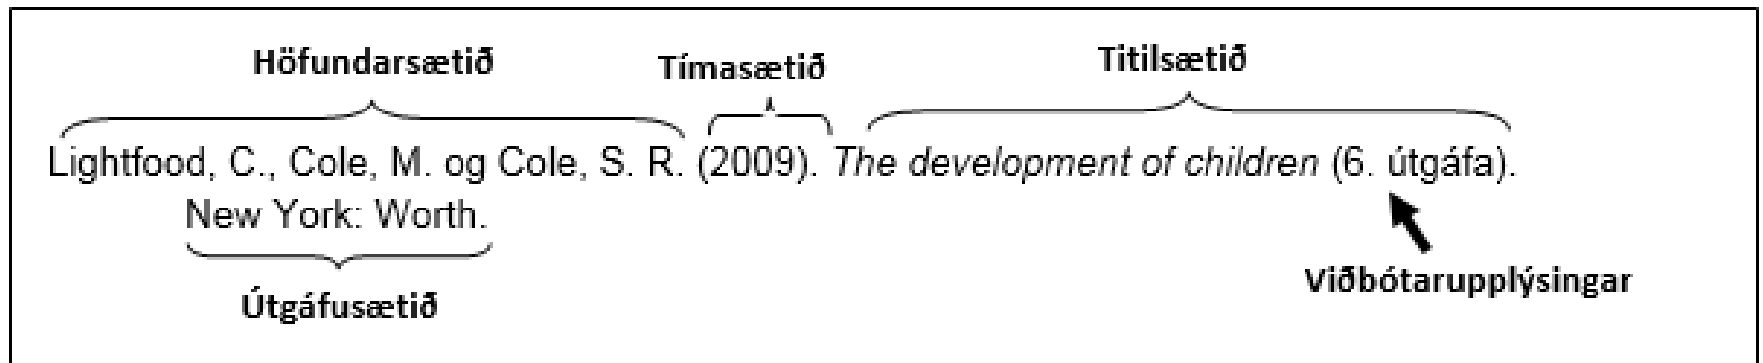 Höfundarsætið Tímasætið Titilsætið
Lightfood, C., Cole, M. og Cole, S. R. (2009). The development of children (6. útgáfa).
New York: Worth.
Viðbótarupplýsingar
Útgáfusætið